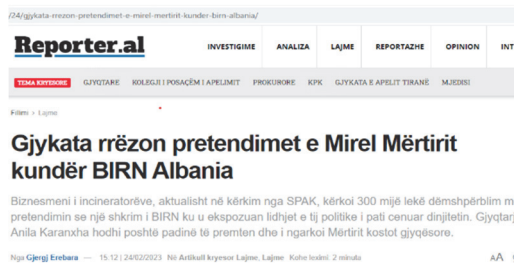 /24/gjykata-rrezon-pretendimet-e-mirel-mertirit-kunder-birn-albania/
Reporter.al
INVESTIGIME ANALIZA LAJME REPORTAZHE OPINION INT
TEMA KRYESORE GJYQTARE KOLEGJI I POSAÇËM I APELIMIT PROKURORE KPK GJYKATA E APELIT TIRANË MJEDISI
Fillimi > Lajme
Gjykata rrëzon pretendimet e Mirel Mërtirit
kundër BIRN Albania
Biznesmeni i incineratorëve, aktualisht në kërkim nga SPAK, kërkoi 300 mijë lekë dëmshpërblim m
pretendimin se një shkrim i BIRN ku u ekspozuan lidhjet e tij politike i pati cenuar dinjitetin. Gjyqtarj
Anila Karanxha hodhi poshtë padinë të premten dhe i ngarkoi Mërtirit kostot gjyqësore.
Nga Gjergj Erebara — 15:12 | 24/02/2023 Në Artikull kryesor Lajme, Lajme Kohe leximi: 2 minuta
AA